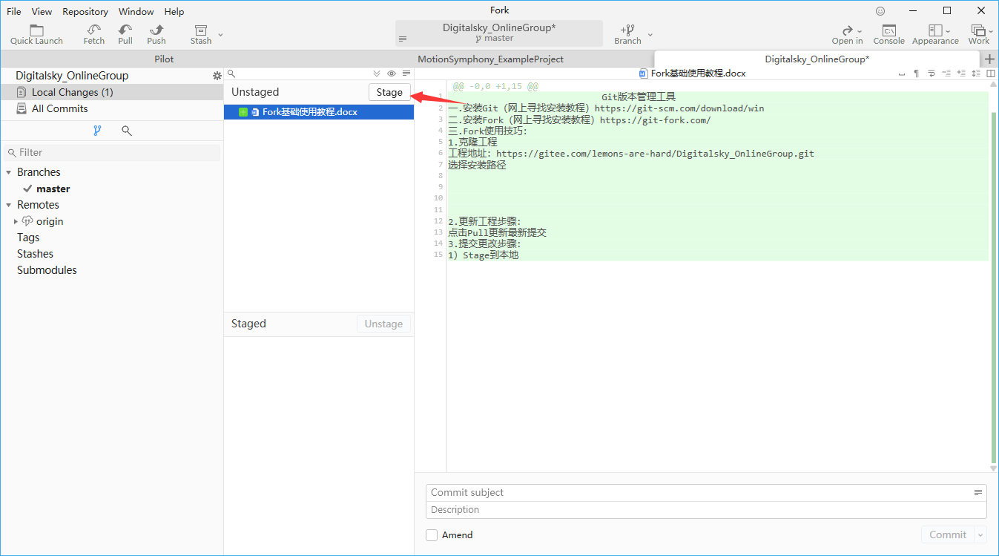 Fork
File View Repository Window Help
Quick Launch Fetch Pull Push Stash
Digitalsky_OnlineGroup*
master
Branch Open in Console Appearance Work
Pilot MotionSymphony_ExampleProject Digitalsky_OnlineGroup*
Digitalsky_OnlineGroup
Local Changes (1)
All Commits
Filter
Branches
master
Remotes
origin
Tags
Stashes
Submodules
Unstaged Stage
Fork基础使用教程.docx
Staged Unstage
Fork基础使用教程.docx
@@ -0,0 +1,15 @@
1 Git版本管理工具
2 一.安装Git（网上寻找安装教程）https://git-scm.com/download/win
3 二.安装Fork（网上寻找安装教程）https://git-fork.com/
4 三.Fork使用技巧：
5 1.克隆工程
6 工程地址：https://gitee.com/lemons-are-hard/Digitalsky_OnlineGroup.git
7 选择安装路径
8
9
10
11
12 2.更新工程步骤：
13 点击Pull更新最新提交
14 3.提交更改步骤：
15 1）Stage到本地
Commit subject
Description
Amend Commit